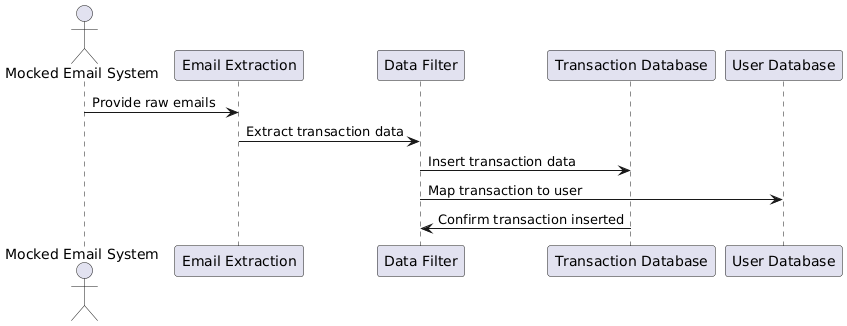 Mocked Email System
Email Extraction
Data Filter
Transaction Database
User Database
Provide raw emails
Extract transaction data
Insert transaction data
Map transaction to user
Confirm transaction inserted
Mocked Email System
Email Extraction
Data Filter
Transaction Database
User Database